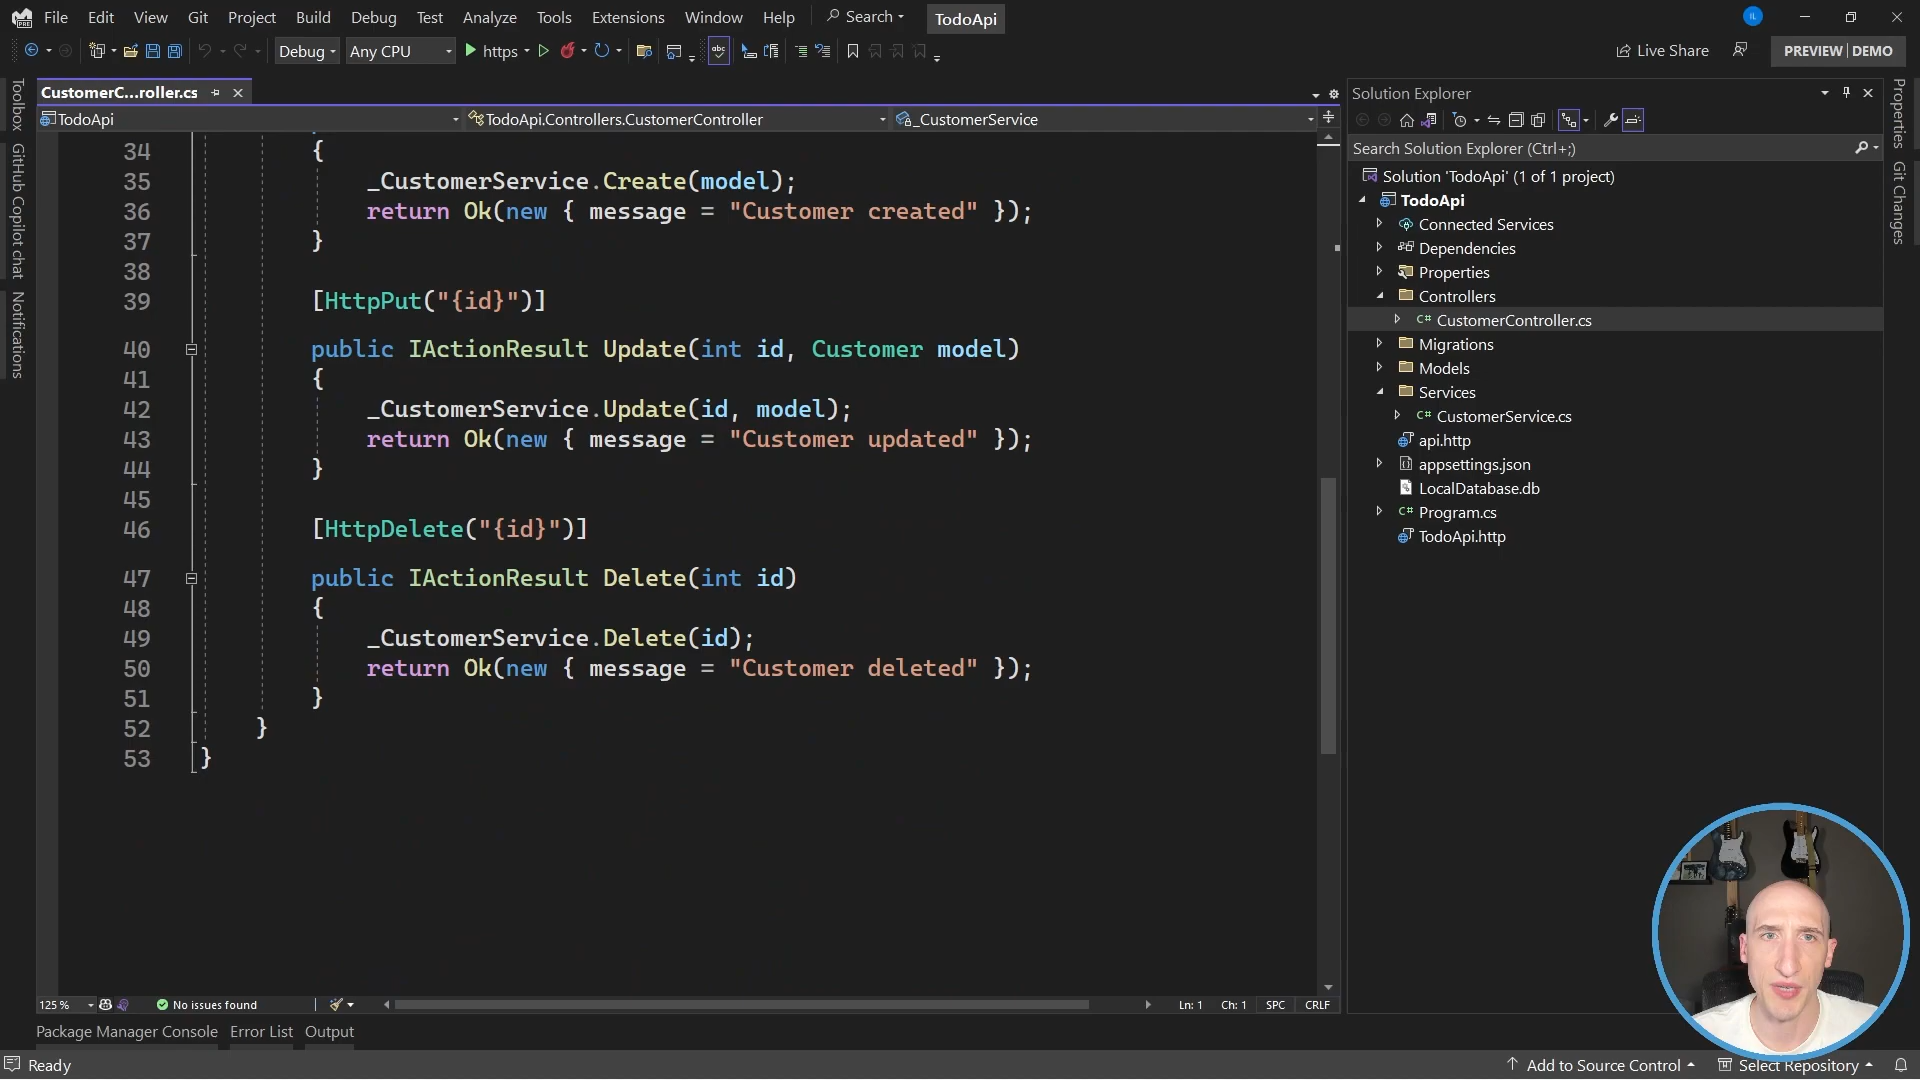 File Edit View Git Project Build Debug Test Analyze Tools Extensions Window Help Search TodoApi IL
Debug Any CPU https Live Share PREVIEW | DEMO
CustomerC...roller.cs
TodoApi TodoApi.Controllers.CustomerController _CustomerService
34 {
35 _CustomerService.Create(model);
36 return Ok(new { message = "Customer created" });
37 }
38
39 [HttpPut("{id}")]
40 public IActionResult Update(int id, Customer model)
41 {
42 _CustomerService.Update(id, model);
43 return Ok(new { message = "Customer updated" });
44 }
45
46 [HttpDelete("{id}")]
47 public IActionResult Delete(int id)
48 {
49 _CustomerService.Delete(id);
50 return Ok(new { message = "Customer deleted" });
51 }
52 }
53 }
125 % No issues found Ln: 1 Ch: 1 SPC CRLF
Package Manager Console Error List Output
Ready Add to Source Control Select Repository
Toolbox
GitHub Copilot chat
Notifications
Solution Explorer
Search Solution Explorer (Ctrl+;)
Solution 'TodoApi' (1 of 1 project)
TodoApi
Connected Services
Dependencies
Properties
Controllers
C# CustomerController.cs
Migrations
Models
Services
C# CustomerService.cs
api.http
appsettings.json
LocalDatabase.db
C# Program.cs
TodoApi.http
Properties
Git Changes